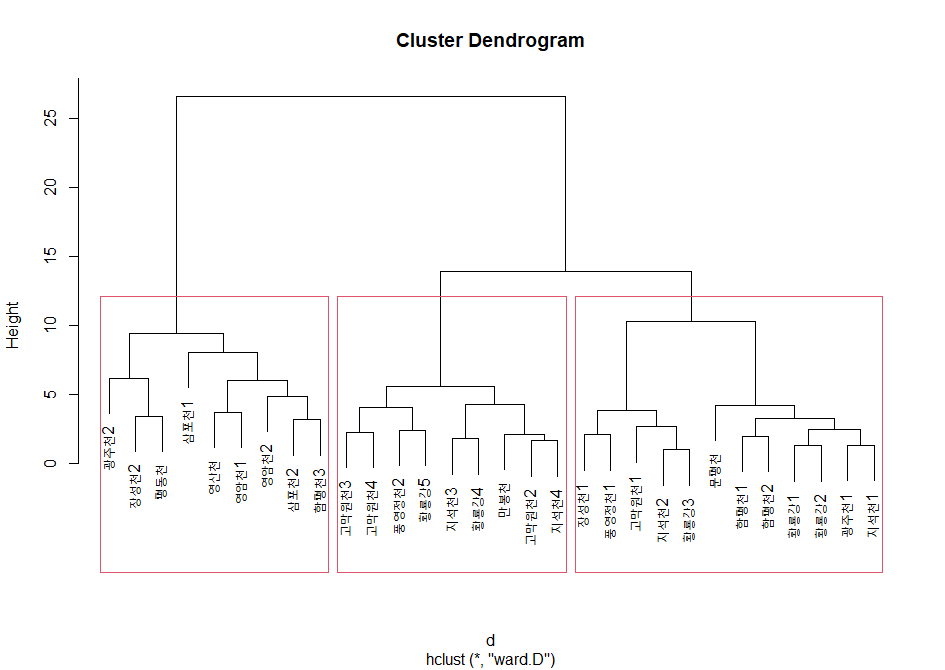 Cluster Dendrogram
Height
25
20
15
10
5
0
광주천2
장성천2
평동천
삼포천1
영산천
영암천1
영암천2
삼포천2
함평천3
고막원천3
고막원천4
풍영정천2
황룡강5
지석천3
황룡강4
만봉천
고막원천2
지석천4
장성천1
풍영정천1
고막원천1
지석천2
황룡강3
문평천
함평천1
함평천2
황룡강1
황룡강2
광주천1
지석천1
d
hclust (*, "ward.D")